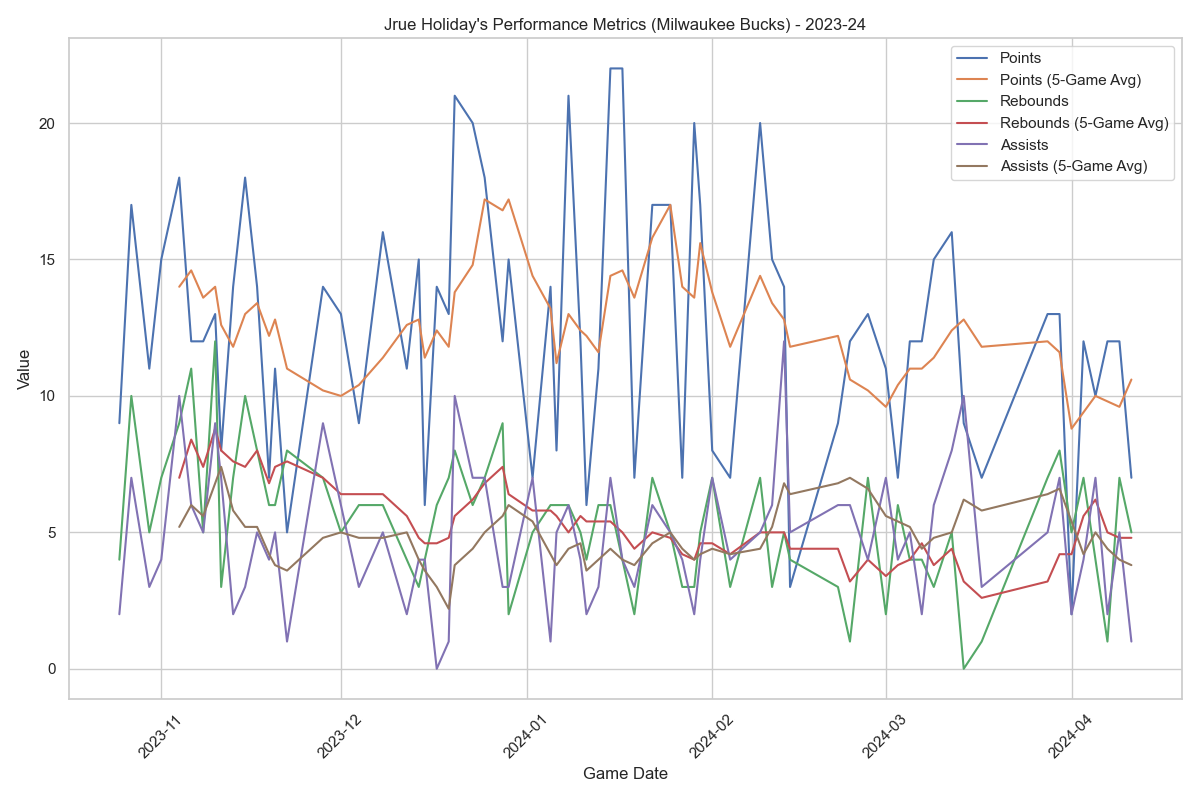 Jrue Holiday's Performance Metrics (Milwaukee Bucks) - 2023-24
Points
Points (5-Game Avg)
Rebounds
Rebounds (5-Game Avg)
Assists
Assists (5-Game Avg)
Value
20
15
10
5
0
2023-11
2023-12
2024-01
2024-02
2024-03
2024-04
Game Date